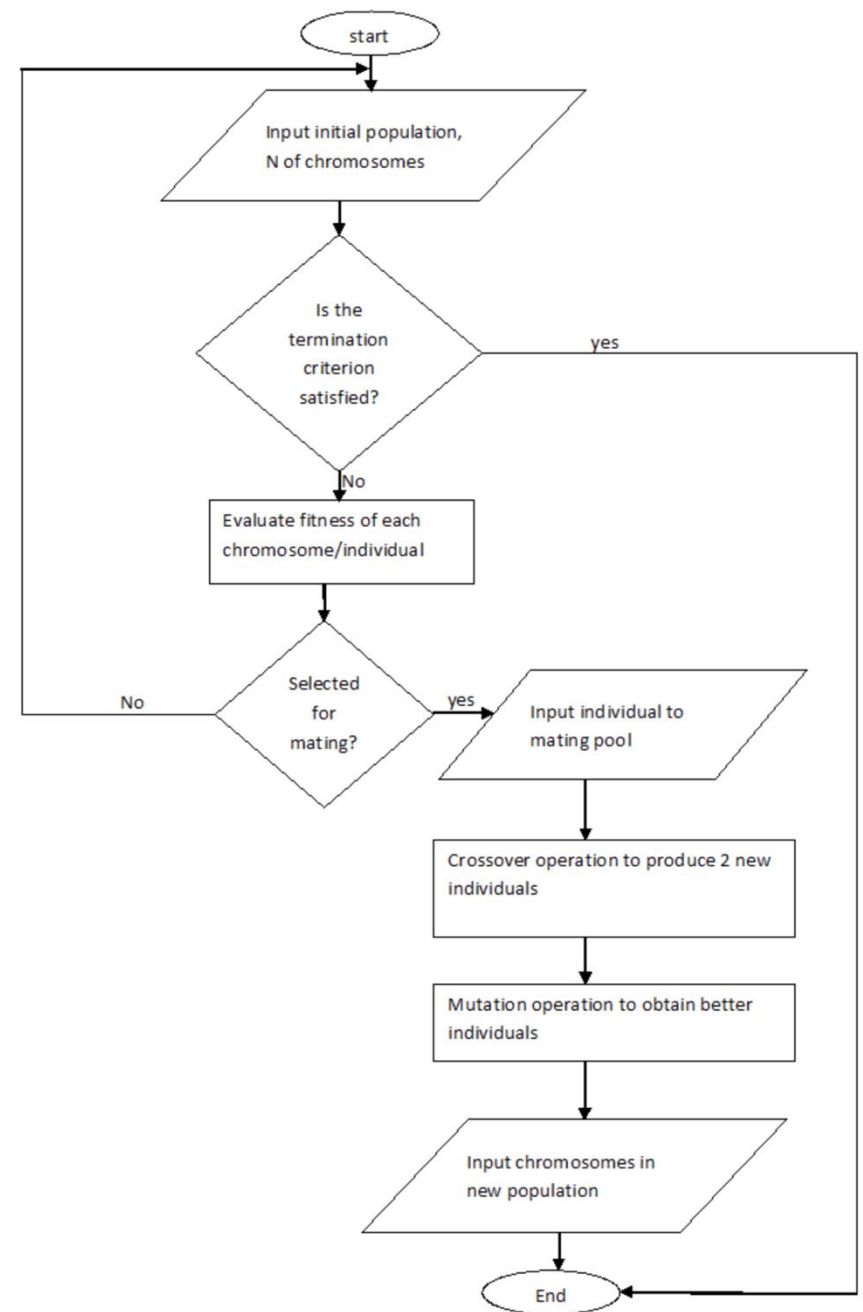 start
Input initial population,
N of chromosomes
Is the
termination
criterion
satisfied?
yes
No
Evaluate fitness of each
chromosome/individual
Selected
for
mating?
No
yes
Input individual to
mating pool
Crossover operation to produce 2 new
individuals
Mutation operation to obtain better
individuals
Input chromosomes in
new population
End